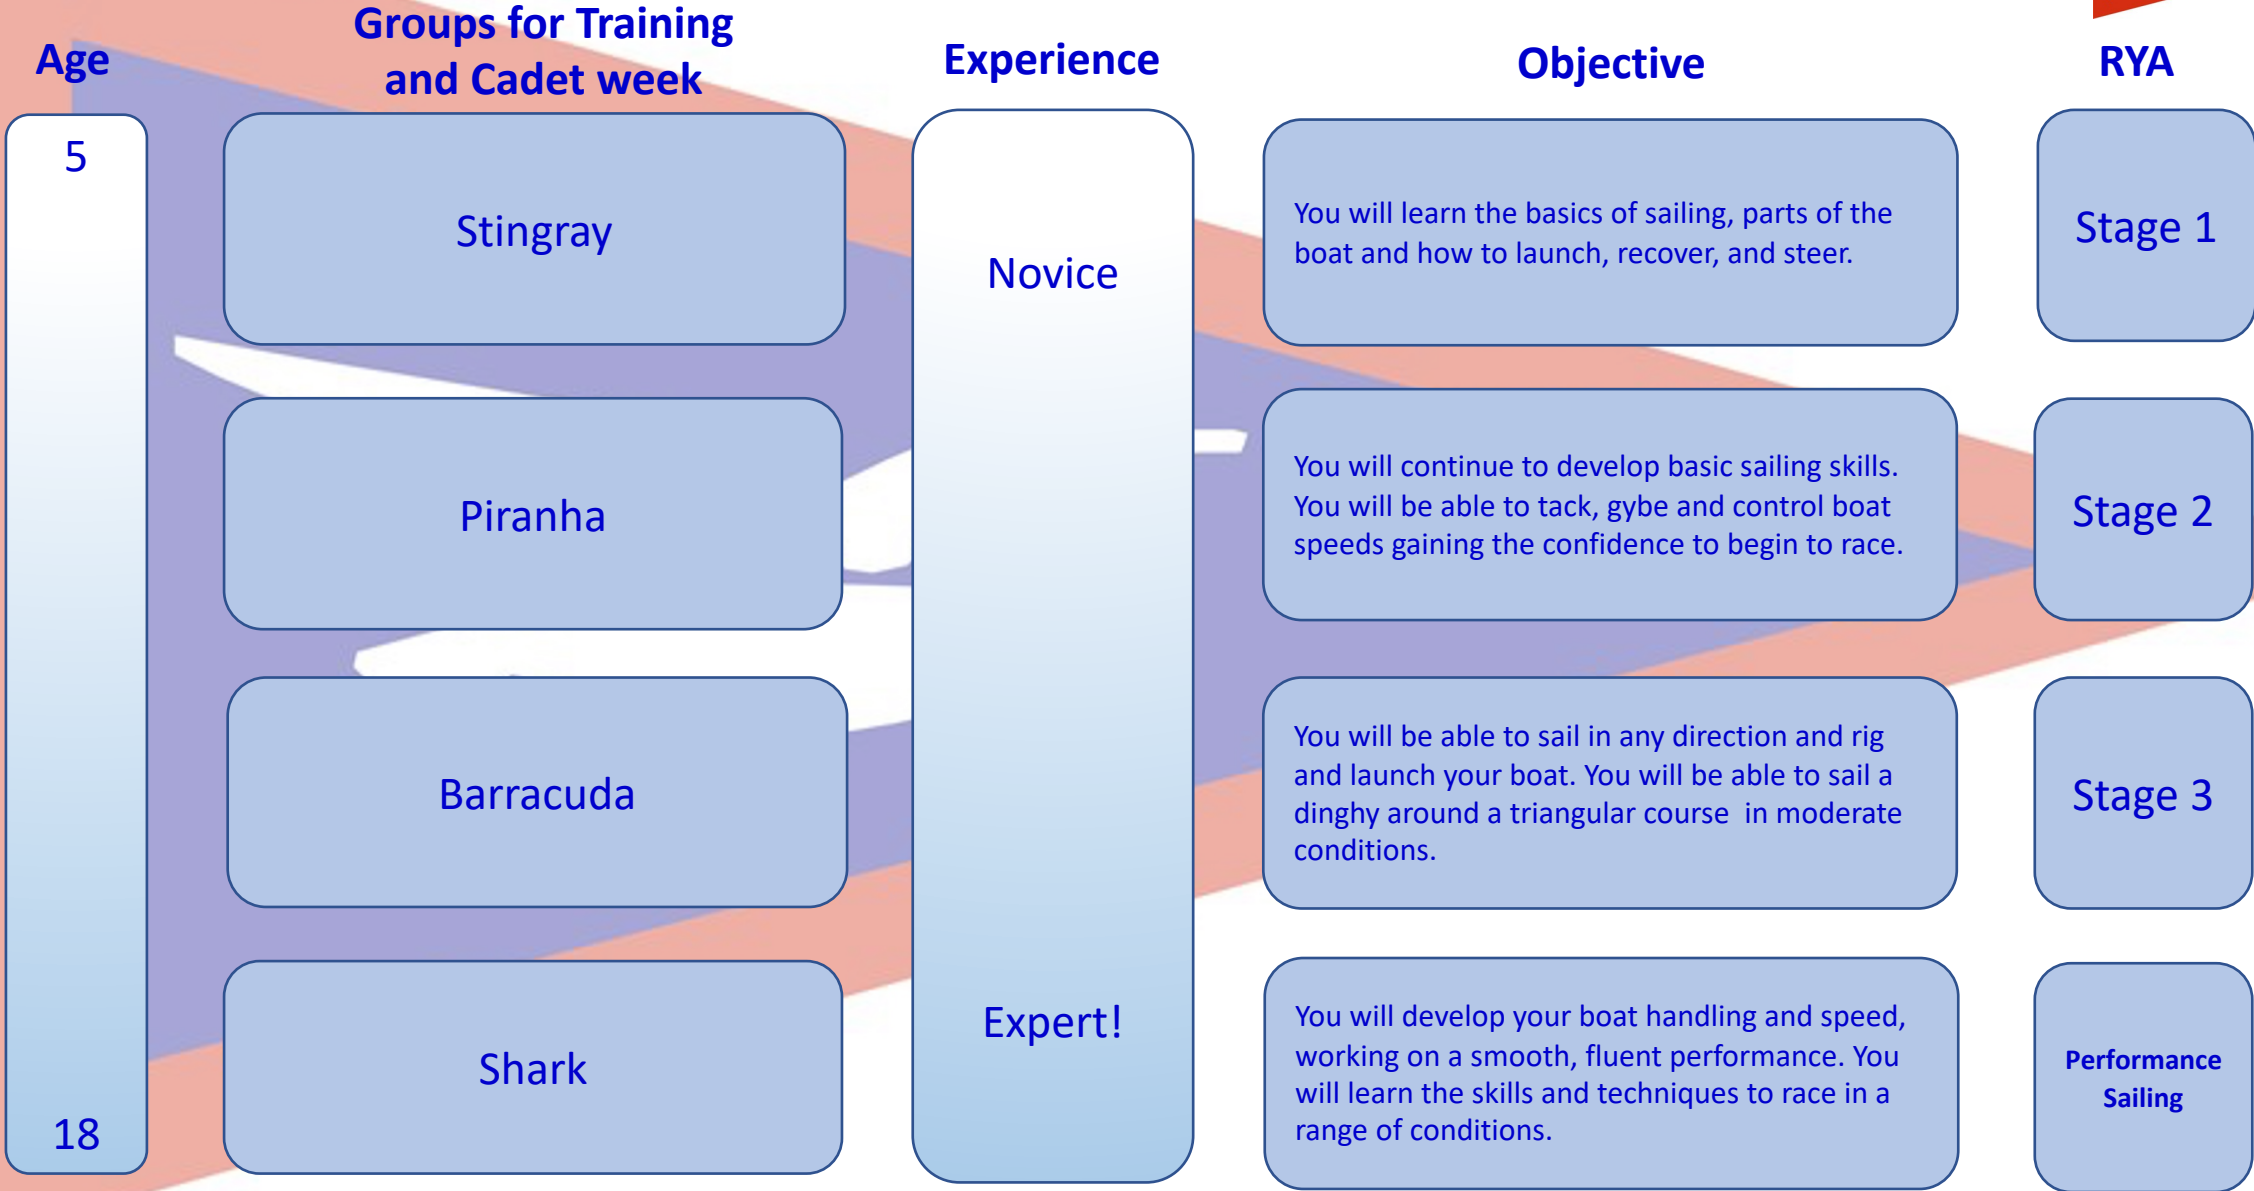 Age
Groups for Training
and Cadet week
Experience
Objective
RYA
5
Stingray
Novice
You will learn the basics of sailing, parts of the
boat and how to launch, recover, and steer.
Stage 1
Piranha
You will continue to develop basic sailing skills.
You will be able to tack, gybe and control boat
speeds gaining the confidence to begin to race.
Stage 2
Barracuda
You will be able to sail in any direction and rig
and launch your boat. You will be able to sail a
dinghy around a triangular course  in moderate
conditions.
Stage 3
18
Shark
Expert!
You will develop your boat handling and speed,
working on a smooth, fluent performance. You
will learn the skills and techniques to race in a
range of conditions.
Performance
Sailing